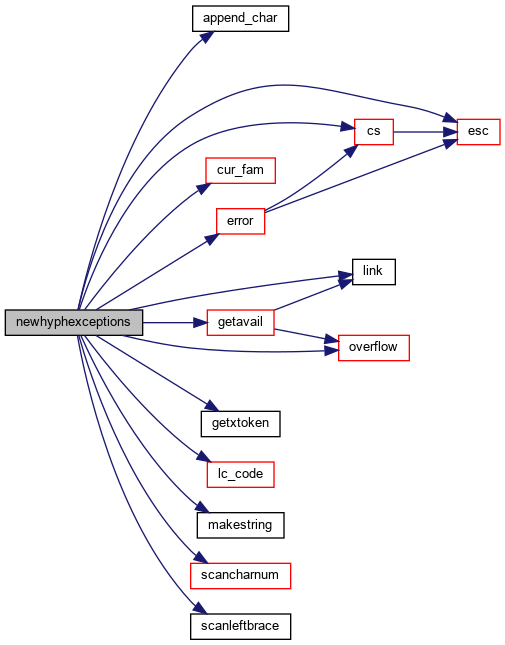 append_char
cs
esc
cur_fam
error
link
newhyphexceptions
getavail
overflow
getxtoken
lc_code
makestring
scancharnum
scanleftbrace